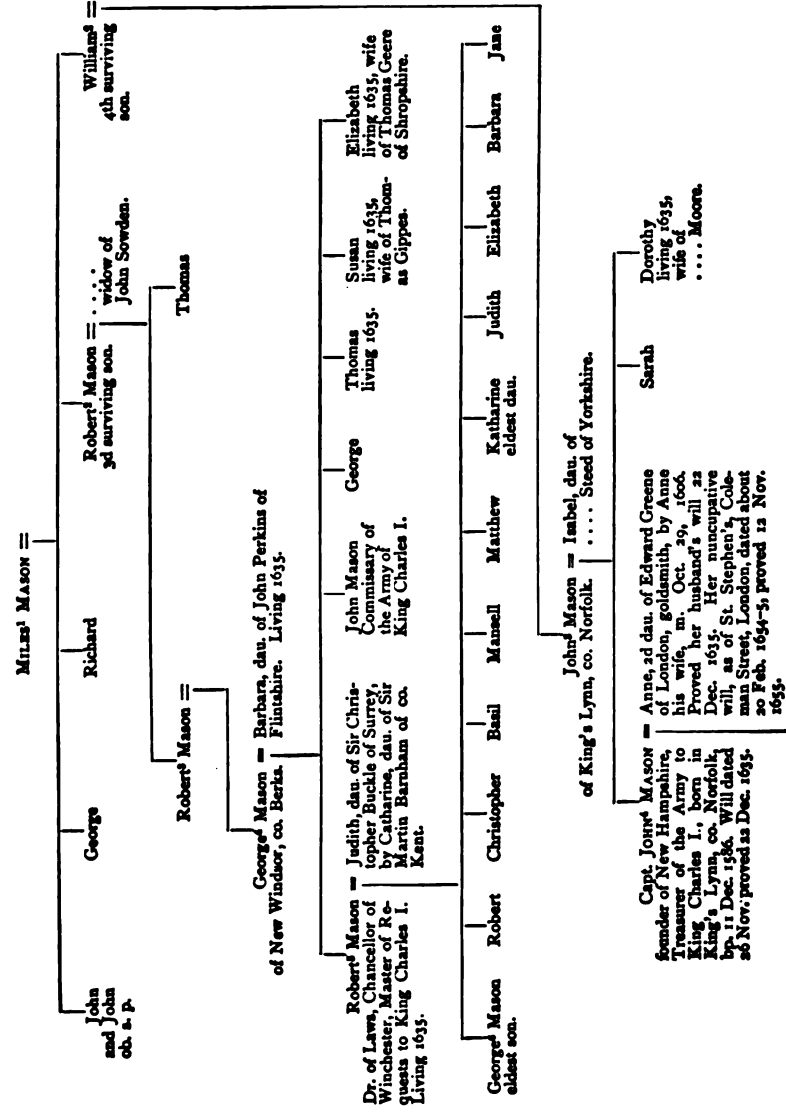 MILES¹ MASON =
John
and John
ob. s. p.
George
Richard
Robert² Mason = . . . .
3d surviving son.
widow of
John Sowden.
William² =
4th surviving
son.
Robert³ Mason =
Thomas
George⁴ Mason = Barbara, dau. of John Perkins of
of New Windsor, co. Berks. Flintshire. Living 1635.
Robert⁵ Mason = Judith, dau. of Sir Chris-
Dr. of Laws, Chancellor of topher Buckle of Surrey,
Winchester, Master of Re- by Catharine, dau. of Sir
quests to King Charles I. Martin Barnham of co.
Living 1635. Kent.
John Mason
Commissary of
the Army of
King Charles I.
George
Thomas
living 1635.
Susan
living 1635,
wife of Thom-
as Gippes.
Elizabeth
living 1635, wife
of Thomas Geere
of Shropshire.
George⁶ Mason
eldest son.
Robert
Christopher
Basil
Mansell
Matthew
Katharine
eldest dau.
Judith
Elizabeth
Barbara
Jane
John³ Mason = Isabel, dau. of
of King's Lynn, co. Norfolk. . . . . Steed of Yorkshire.
Capt. JOHN⁴ MASON = Anne, 2d dau. of Edward Greene
founder of New Hampshire, of London, goldsmith, by Anne
Treasurer of the Army to his wife, m. Oct. 29, 1606.
King Charles I., born in Proved her husband's will 22
King's Lynn, co. Norfolk, Dec. 1635. Her nuncupative
bp. 11 Dec. 1586. Will dated will, as of St. Stephen's, Cole-
26 Nov. proved 22 Dec. 1635. man Street, London, dated about
20 Feb. 1654-5, proved 12 Nov.
1655.
Sarah
Dorothy
living 1635,
wife of
. . . . Moore.